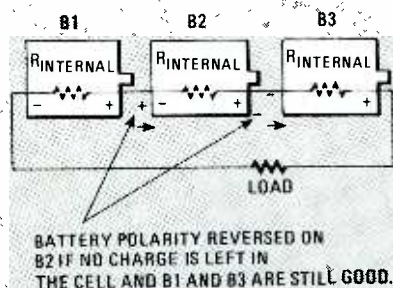 B1 B2 B3
RINTERNAL RINTERNAL RINTERNAL
- + + - - +
LOAD
BATTERY POLARITY REVERSED ON
B2 IF NO CHARGE IS LEFT IN
THE CELL AND B1 AND B3 ARE STILL GOOD.